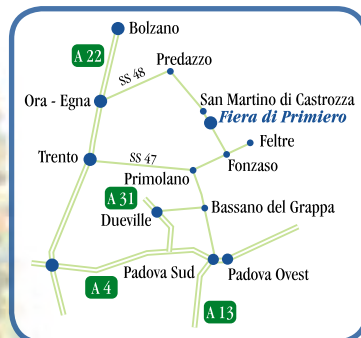 Bolzano
A 22
Predazzo
SS 48
Ora - Egna
San Martino di Castrozza
Fiera di Primiero
Feltre
Trento
SS 47
Fonzaso
Primolano
A 31
Dueville
Bassano del Grappa
Padova Sud
Padova Ovest
A 4
A 13